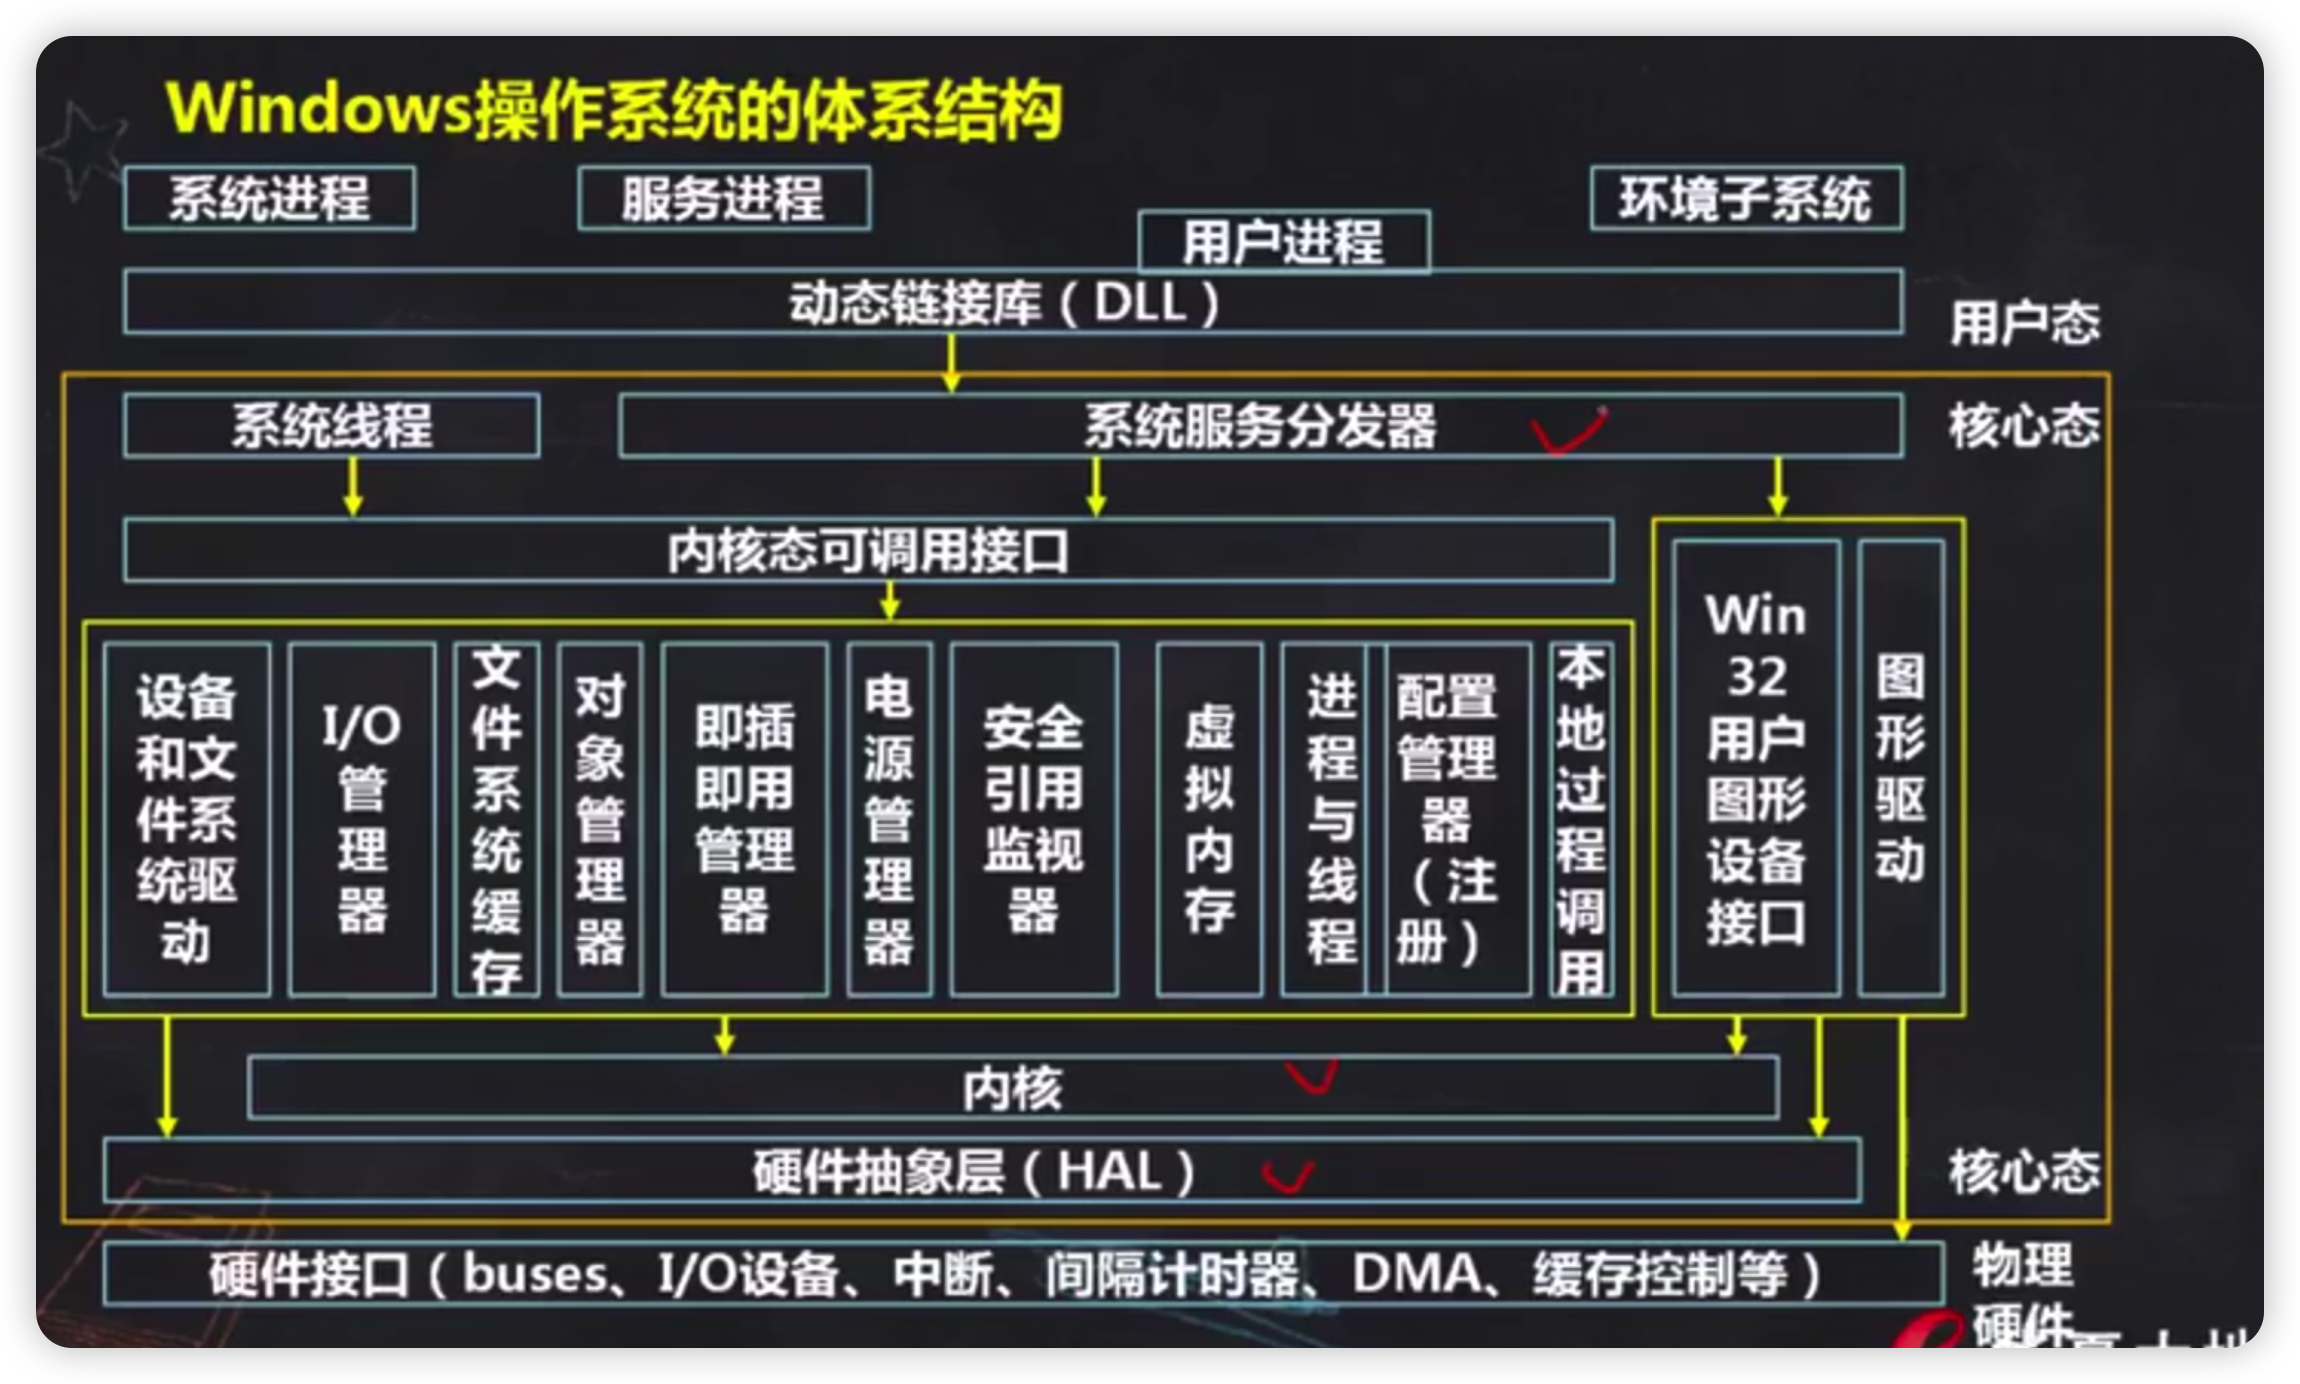 Windows操作系统的体系结构
系统进程
服务进程
用户进程
环境子系统
动态链接库（DLL）
用户态
系统线程
系统服务分发器
核心态
内核态可调用接口
设备
和文
件系
统驱
动
I/O
管
理
器
文
件
系
统
缓
存
对
象
管
理
器
即插
即用
管理
器
电
源
管
理
器
安全
引用
监视
器
虚
拟
内
存
进
程
与
线
程
配置
管理
器
（注
册）
本
地
过
程
调
用
Win
32
用户
图形
设备
接口
图
形
驱
动
内核
硬件抽象层（HAL）
核心态
硬件接口（buses、I/O设备、中断、间隔计时器、DMA、缓存控制等）
物理
硬件